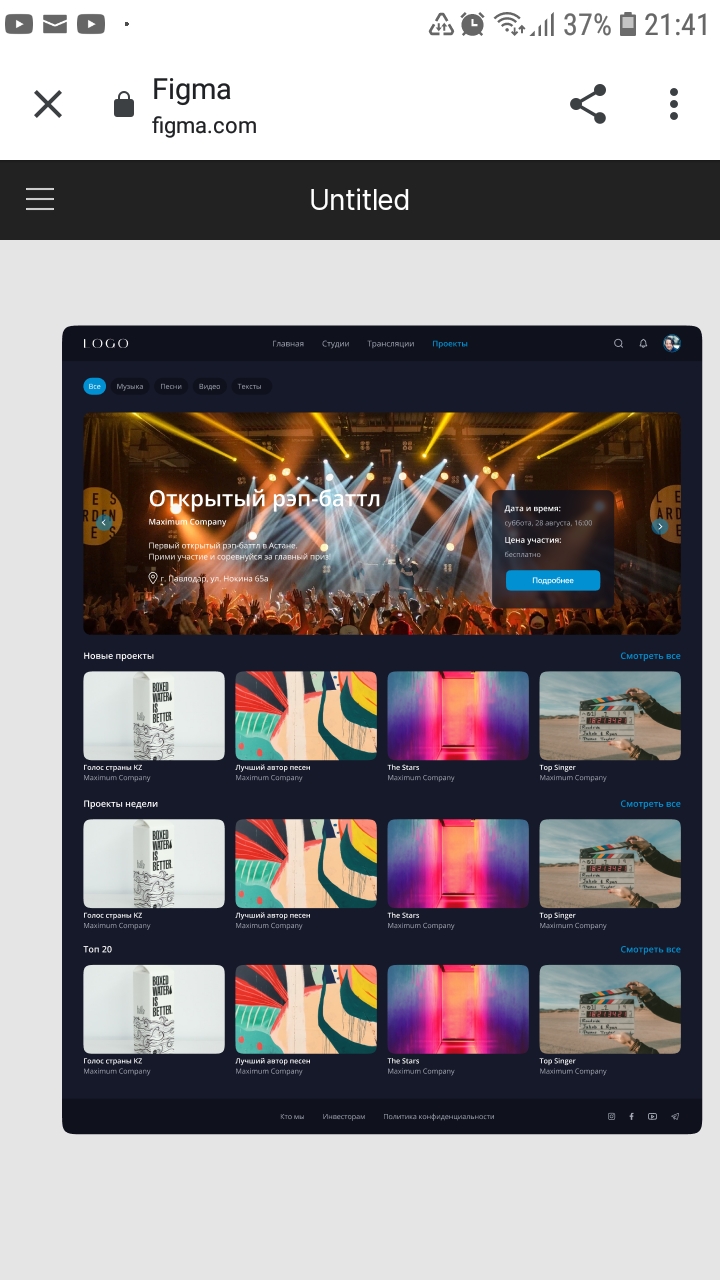 37% 21:41
Figma
figma.com
Untitled
LOGO Главная Студии Трансляции Проекты
Все Музыка Песни Видео Тексты
Открытый рэп-баттл
Maximum Company
Первый открытый рэп-баттл в Астане.
Прими участие и соревнуйся за главный приз!
г. Павлодар, ул. Нокина 65а
Дата и время:
суббота, 28 августа, 16:00
Цена участия:
бесплатно
Подробнее
Новые проекты Смотреть все
BOXED
WATER
IS
BETTER.
Голос страны KZ Лучший автор песен The Stars Top Singer
Maximum Company Maximum Company Maximum Company Maximum Company
Проекты недели Смотреть все
BOXED
WATER
IS
BETTER.
Голос страны KZ Лучший автор песен The Stars Top Singer
Maximum Company Maximum Company Maximum Company Maximum Company
Топ 20 Смотреть все
BOXED
WATER
IS
BETTER.
Голос страны KZ Лучший автор песен The Stars Top Singer
Maximum Company Maximum Company Maximum Company Maximum Company
Кто мы Инвесторам Политика конфиденциальности